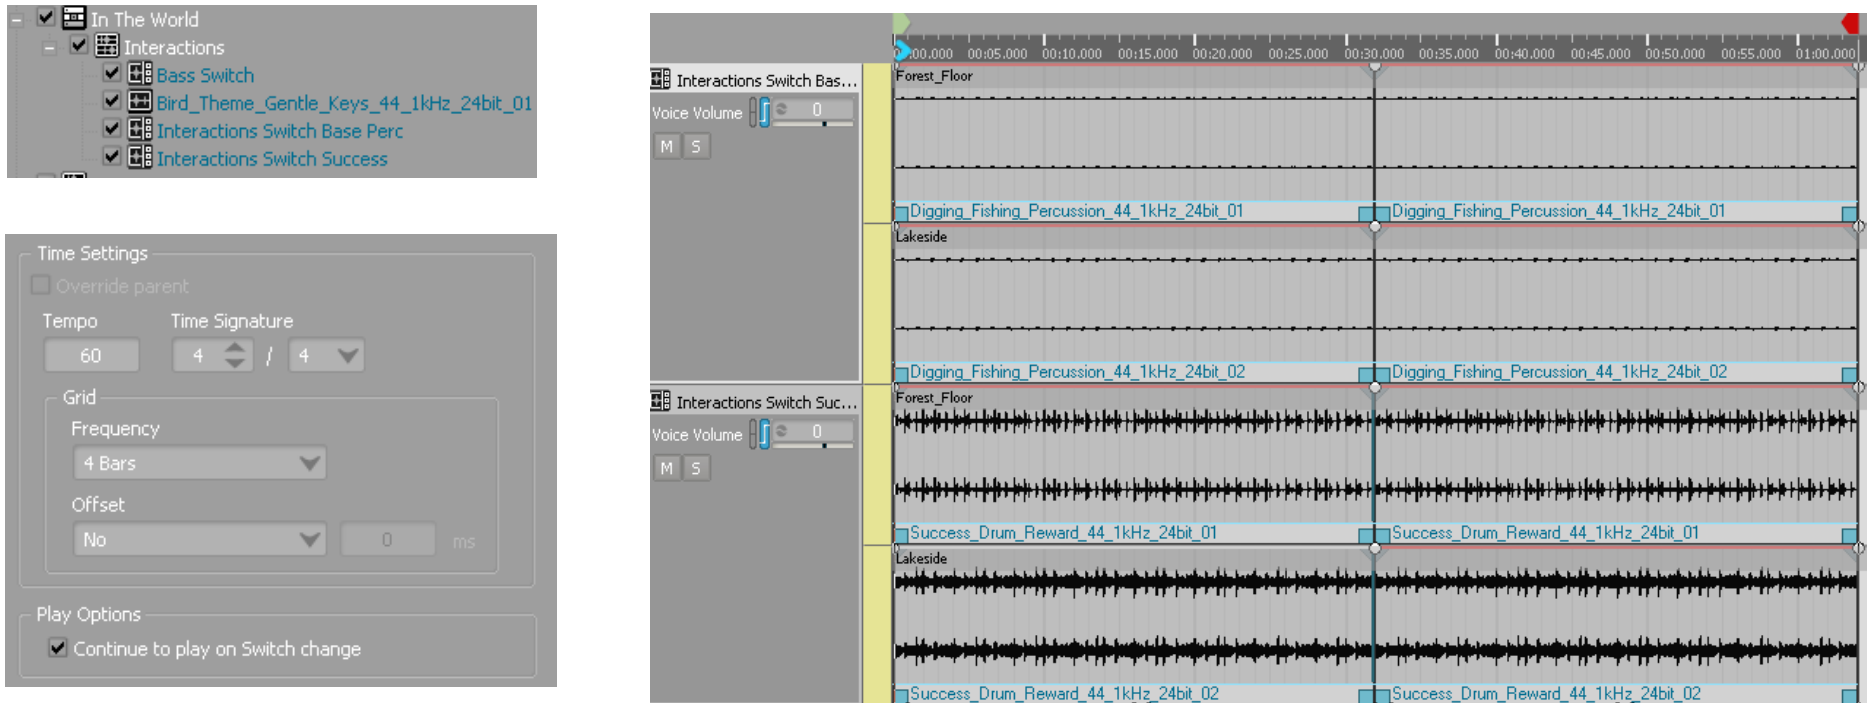 In The World
Interactions
Bass Switch
Bird_Theme_Gentle_Keys_44_1kHz_24bit_01
Interactions Switch Base Perc
Interactions Switch Success
Time Settings
Override parent
Tempo
Time Signature
60
4 / 4
Grid
Frequency
4 Bars
Offset
No
0 ms
Play Options
Continue to play on Switch change
00:05.000 00:10.000 00:15.000 00:20.000 00:25.000 00:30.000 00:35.000 00:40.000 00:45.000 00:50.000 00:55.000 01:00.000
Interactions Switch Bas...
Voice Volume 0
M S
Forest_Floor
Digging_Fishing_Percussion_44_1kHz_24bit_01 Digging_Fishing_Percussion_44_1kHz_24bit_01
Lakeside
Digging_Fishing_Percussion_44_1kHz_24bit_02 Digging_Fishing_Percussion_44_1kHz_24bit_02
Interactions Switch Suc...
Voice Volume 0
M S
Forest_Floor
Success_Drum_Reward_44_1kHz_24bit_01 Success_Drum_Reward_44_1kHz_24bit_01
Lakeside
Success_Drum_Reward_44_1kHz_24bit_02 Success_Drum_Reward_44_1kHz_24bit_02